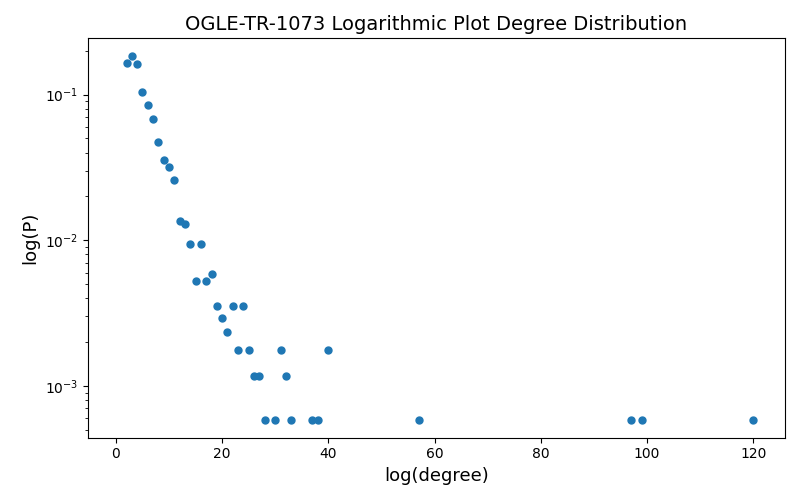 OGLE-TR-1073 Logarithmic Plot Degree Distribution
10⁻¹
10⁻²
10⁻³
log(P)
0 20 40 60 80 100 120
log(degree)